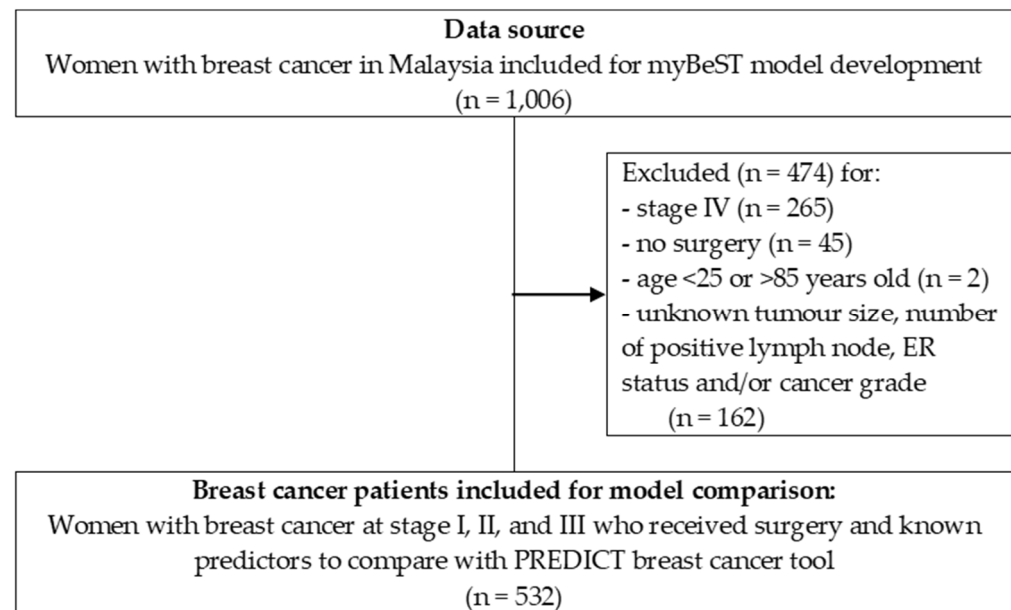 Data source
Women with breast cancer in Malaysia included for myBeST model development
(n = 1,006)
Excluded (n = 474) for:
- stage IV (n = 265)
- no surgery (n = 45)
- age <25 or >85 years old (n = 2)
- unknown tumour size, number
of positive lymph node, ER
status and/or cancer grade
(n = 162)
Breast cancer patients included for model comparison:
Women with breast cancer at stage I, II, and III who received surgery and known
predictors to compare with PREDICT breast cancer tool
(n = 532)